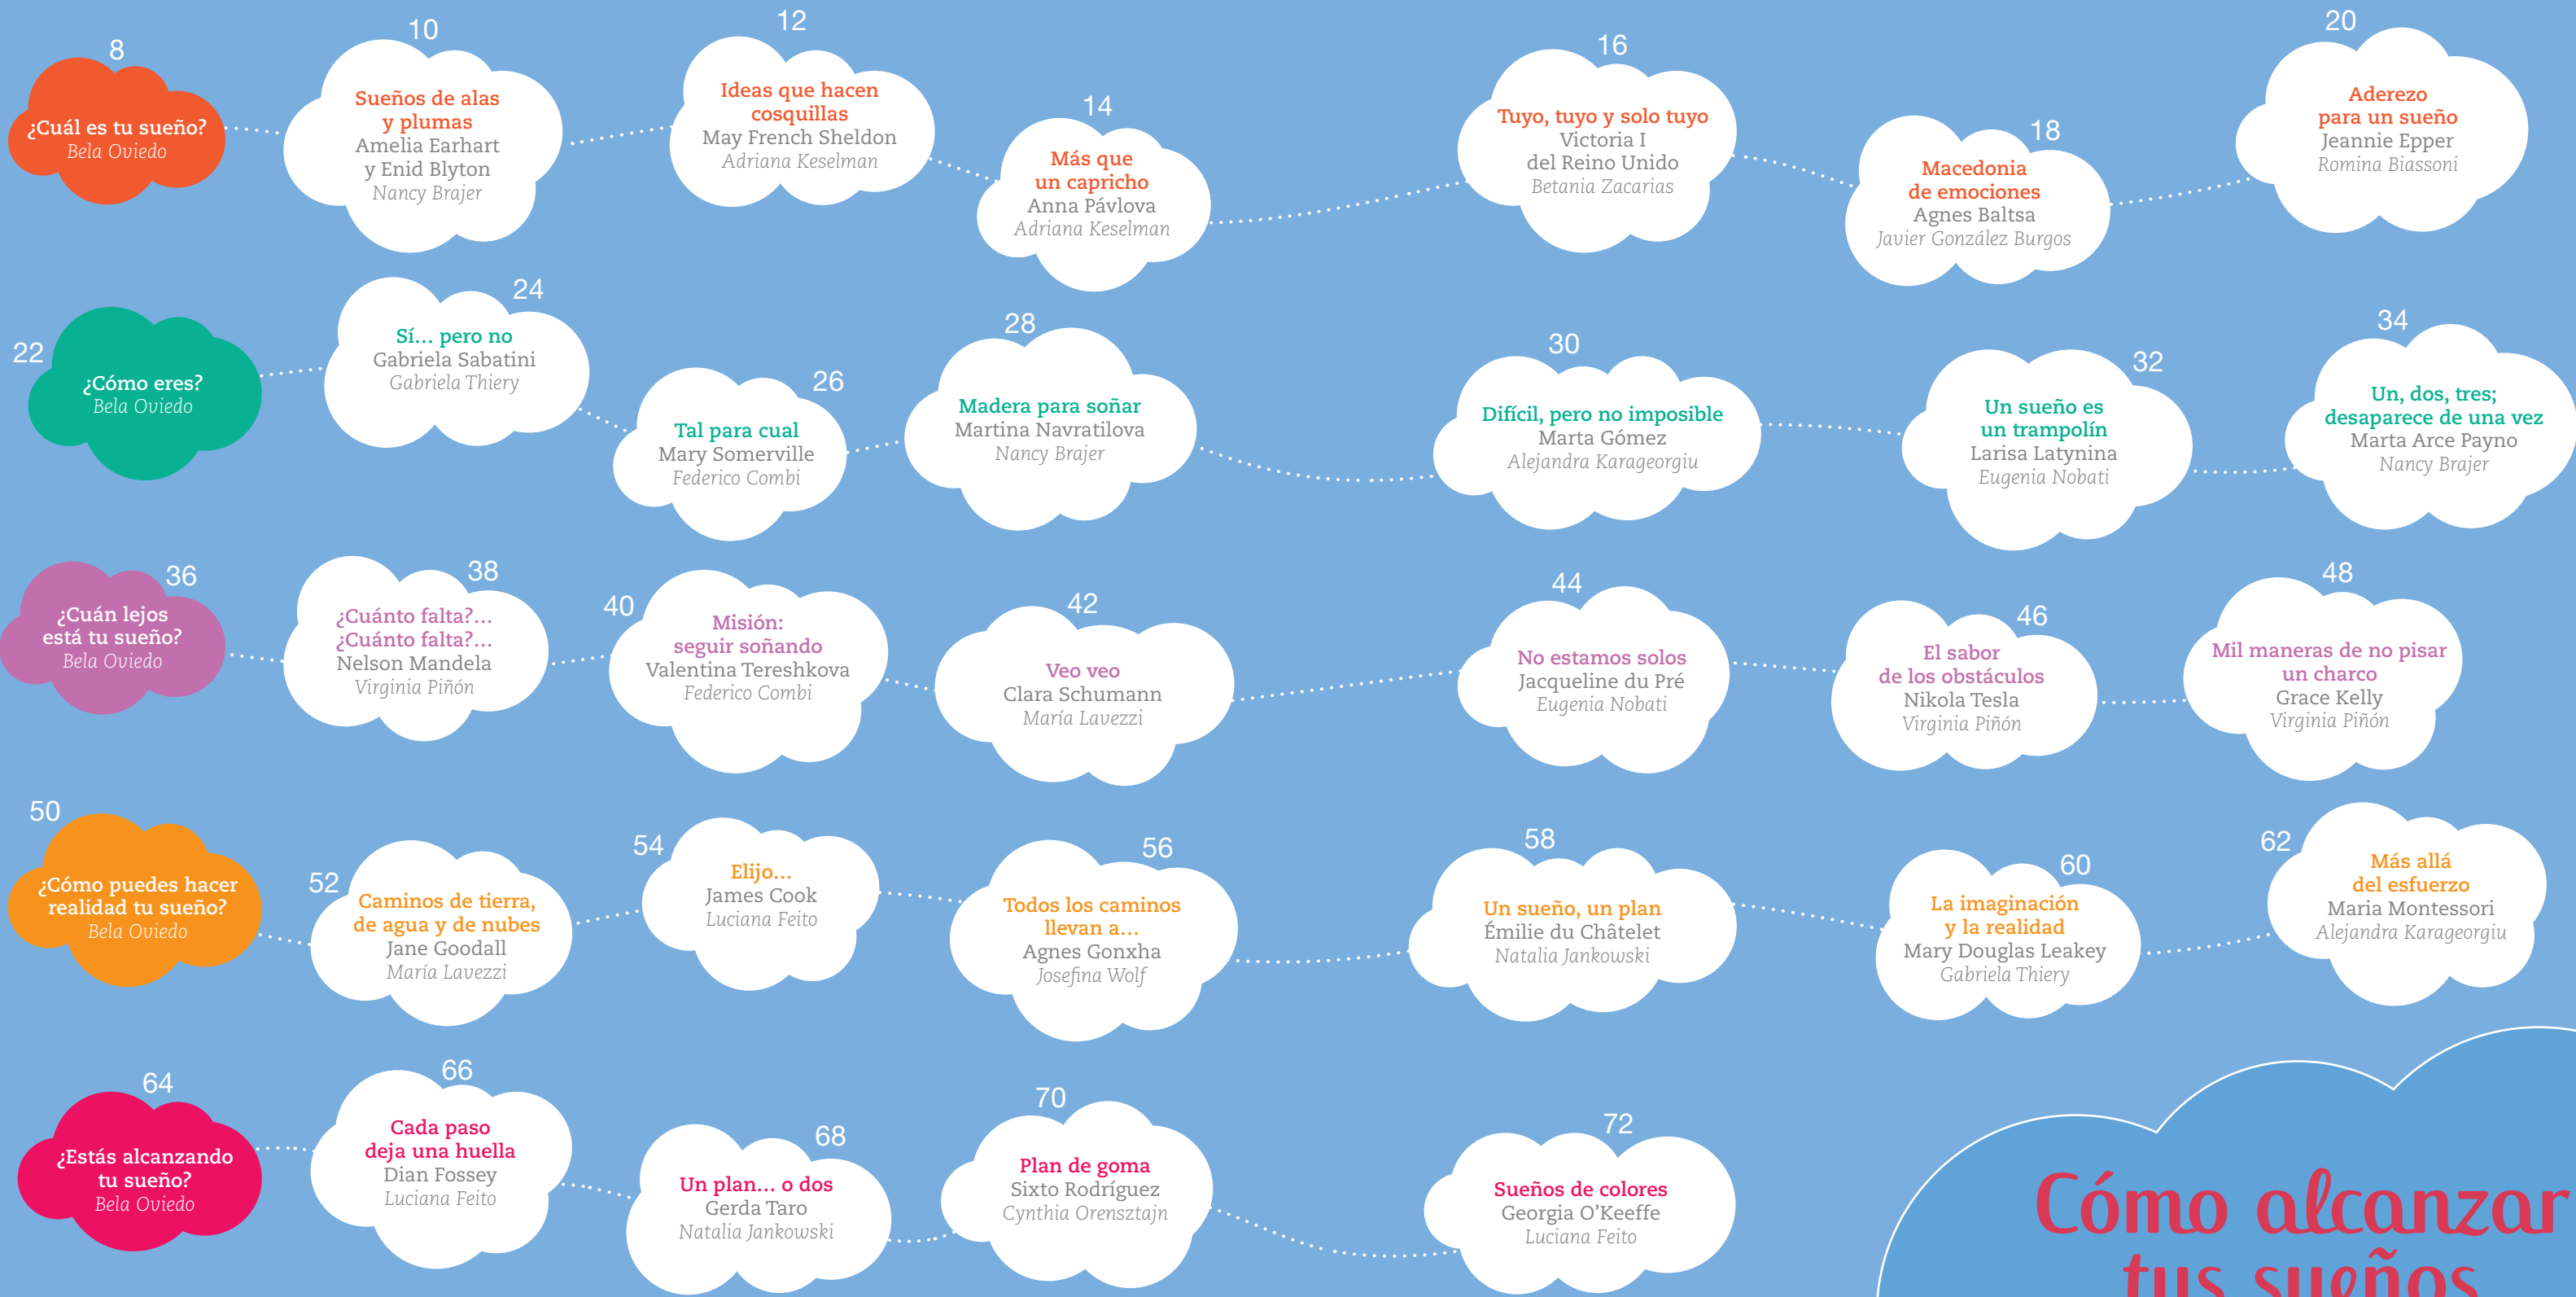 8
¿Cuál es tu sueño?
Bela Oviedo
10
Sueños de alas
y plumas
Amelia Earhart
y Enid Blyton
Nancy Brajer
12
Ideas que hacen
cosquillas
May French Sheldon
Adriana Keselman
14
Más que
un capricho
Anna Pávlova
Adriana Keselman
16
Tuyo, tuyo y solo tuyo
Victoria I
del Reino Unido
Betania Zacarias
18
Macedonia
de emociones
Agnes Baltsa
Javier González Burgos
20
Aderezo
para un sueño
Jeannie Epper
Romina Biassoni
22
¿Cómo eres?
Bela Oviedo
24
Sí... pero no
Gabriela Sabatini
Gabriela Thiery
26
Tal para cual
Mary Somerville
Federico Combi
28
Madera para soñar
Martina Navratilova
Nancy Brajer
30
Difícil, pero no imposible
Marta Gómez
Alejandra Karageorgiu
32
Un sueño es
un trampolín
Larisa Latynina
Eugenia Nobati
34
Un, dos, tres;
desaparece de una vez
Marta Arce Payno
Nancy Brajer
36
¿Cuán lejos
está tu sueño?
Bela Oviedo
38
¿Cuánto falta?...
¿Cuánto falta?...
Nelson Mandela
Virginia Piñón
40
Misión:
seguir soñando
Valentina Tereshkova
Federico Combi
42
Veo veo
Clara Schumann
María Lavezzi
44
No estamos solos
Jacqueline du Pré
Eugenia Nobati
46
El sabor
de los obstáculos
Nikola Tesla
Virginia Piñón
48
Mil maneras de no pisar
un charco
Grace Kelly
Virginia Piñón
50
¿Cómo puedes hacer
realidad tu sueño?
Bela Oviedo
52
Caminos de tierra,
de agua y de nubes
Jane Goodall
María Lavezzi
54
Elijo...
James Cook
Luciana Feito
56
Todos los caminos
llevan a...
Agnes Gonxha
Josefina Wolf
58
Un sueño, un plan
Émilie du Châtelet
Natalia Jankowski
60
La imaginación
y la realidad
Mary Douglas Leakey
Gabriela Thiery
62
Más allá
del esfuerzo
Maria Montessori
Alejandra Karageorgiu
64
¿Estás alcanzando
tu sueño?
Bela Oviedo
66
Cada paso
deja una huella
Dian Fossey
Luciana Feito
68
Un plan... o dos
Gerda Taro
Natalia Jankowski
70
Plan de goma
Sixto Rodríguez
Cynthia Orensztajn
72
Sueños de colores
Georgia O'Keeffe
Luciana Feito
Cómo alcanzar
tus sueños